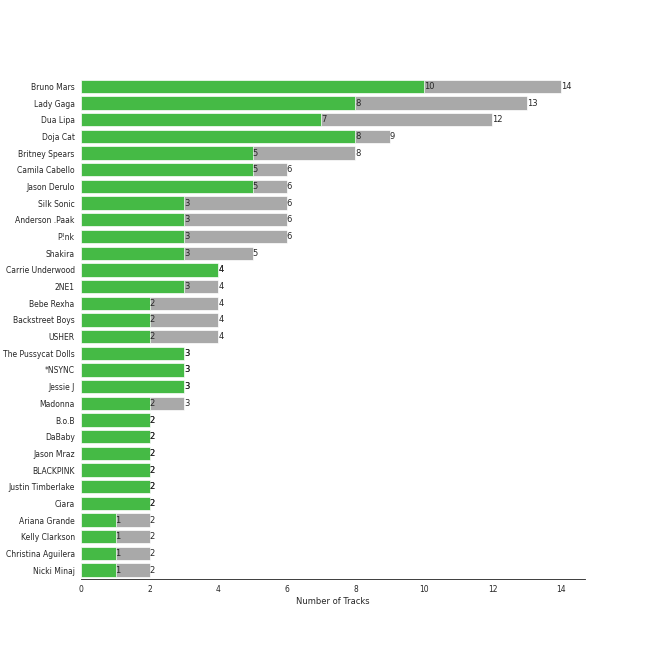 Bruno Mars 10 14
Lady Gaga 8 13
Dua Lipa 7 12
Doja Cat 8 9
Britney Spears 5 8
Camila Cabello 5 6
Jason Derulo 5 6
Silk Sonic 3 6
Anderson .Paak 3 6
P!nk 3 6
Shakira 3 5
Carrie Underwood 4
2NE1 3 4
Bebe Rexha 2 4
Backstreet Boys 2 4
USHER 2 4
The Pussycat Dolls 3
*NSYNC 3
Jessie J 3
Madonna 2 3
B.o.B 2
DaBaby 2
Jason Mraz 2
BLACKPINK 2
Justin Timberlake 2
Ciara 2
Ariana Grande 1 2
Kelly Clarkson 1 2
Christina Aguilera 1 2
Nicki Minaj 1 2
0 2 4 6 8 10 12 14
Number of Tracks